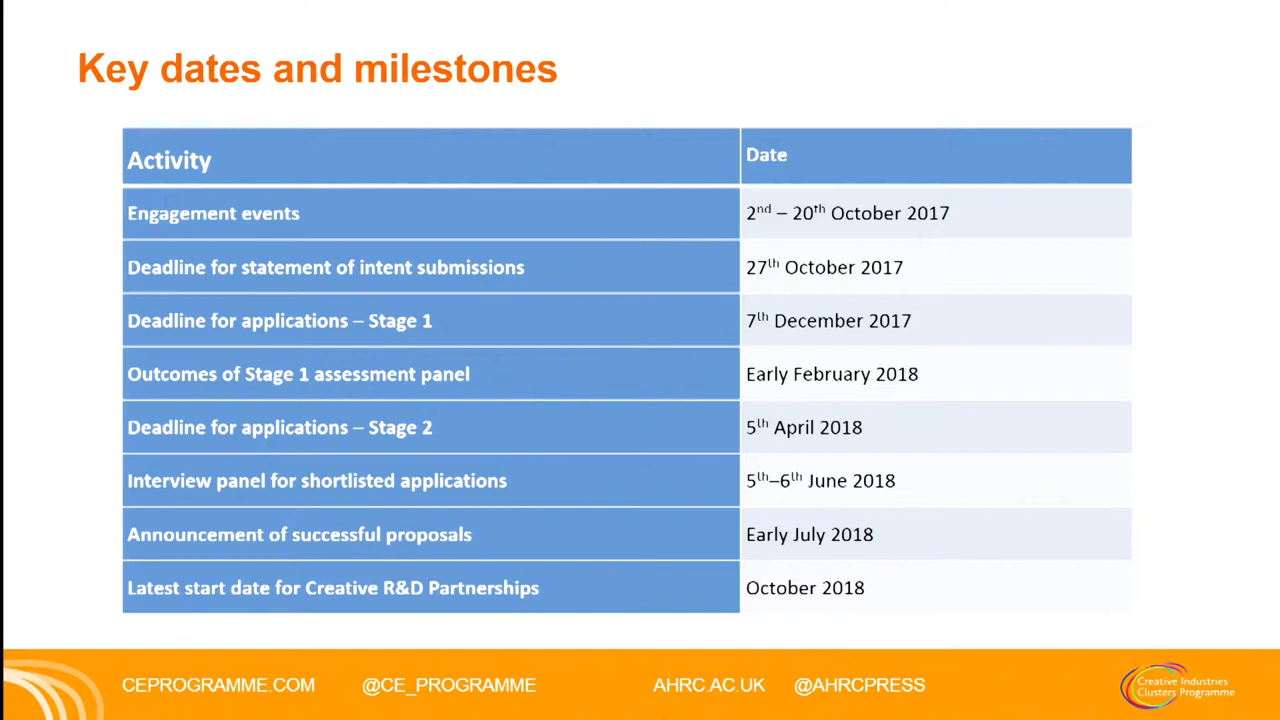 Key dates and milestones
Activity Date
Engagement events 2nd – 20th October 2017
Deadline for statement of intent submissions 27th October 2017
Deadline for applications – Stage 1 7th December 2017
Outcomes of Stage 1 assessment panel Early February 2018
Deadline for applications – Stage 2 5th April 2018
Interview panel for shortlisted applications 5th–6th June 2018
Announcement of successful proposals Early July 2018
Latest start date for Creative R&D Partnerships October 2018
CEPROGRAMME.COM @CE_PROGRAMME AHRC.AC.UK @AHRCPRESS
Creative Industries
Clusters Programme